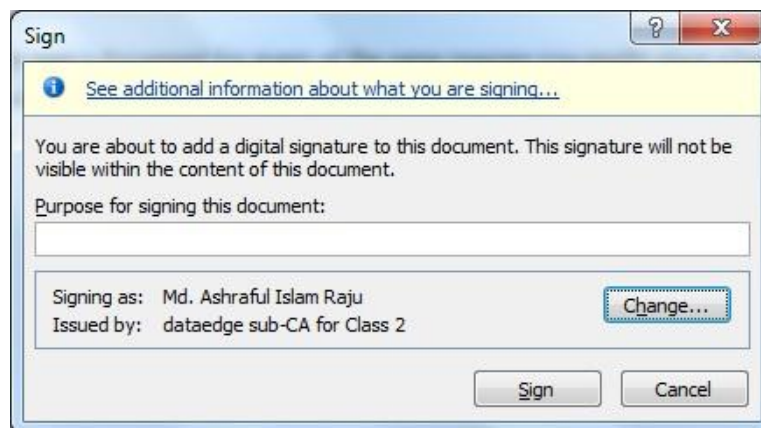 Sign
See additional information about what you are signing...
You are about to add a digital signature to this document. This signature will not be
visible within the content of this document.
Purpose for signing this document:
Signing as: Md. Ashraful Islam Raju
Change...
Issued by: dataedge sub-CA for Class 2
Sign Cancel